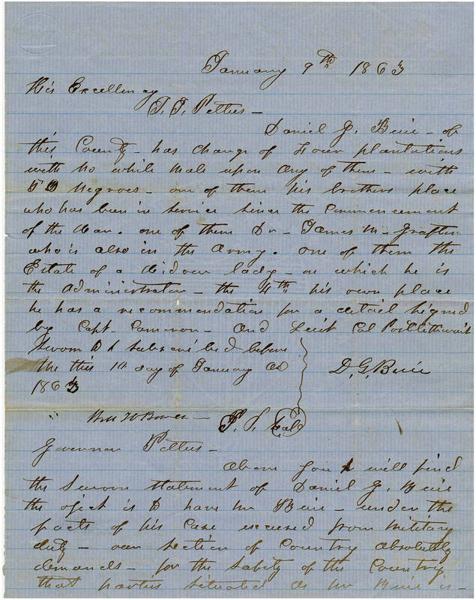 January 9th 1863
His Excellency
J. J. Pettus -
Daniel G. Buie - of
this County - has charge of four plantations
with no white male upon any of them - with
Negroes - one of them his brothers place
who has been in service since the commencement
of the War. one of them Dr - James M - Grafton
who is also in the Army. one of them the
Estate of a widow lady - on which he is
the administrator - the 4th his own place
he has a recommendation for a detail signed
by Capt. Cameron - And Lieut Col
Sworn to & subscribed before
me this 10 day of January AD
1863
D. G. Buie
Wm
Governor Pettus -
Above you will find
the sworn statement of Daniel G. Buie
the object is to have Mr Buie - under the
facts of his case excused from military
duty - our section of Country absolutely
demands - for the safety of the Country
that parties situated as Mr Buie is -